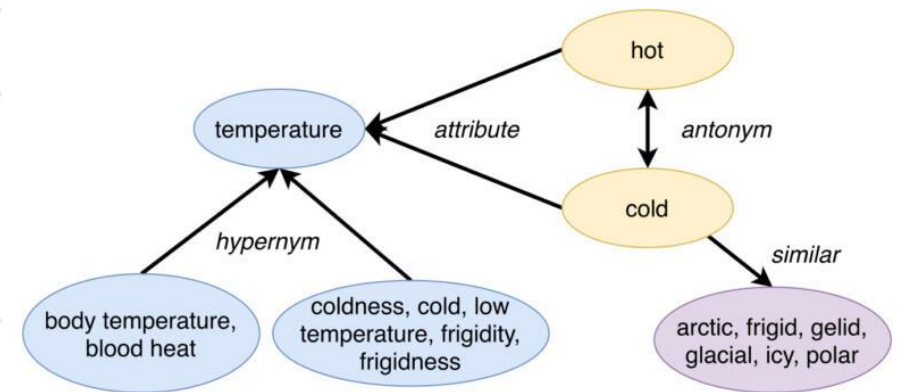 hot
temperature
attribute
antonym
cold
hypernym
similar
body temperature,
blood heat
coldness, cold, low
temperature, frigidity,
frigidness
arctic, frigid, gelid,
glacial, icy, polar